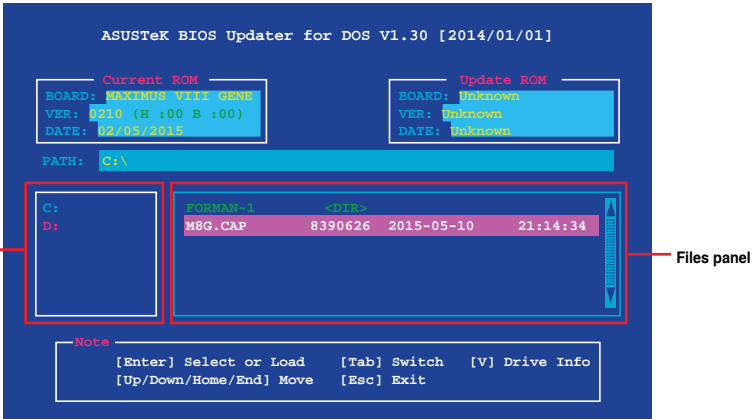 ASUSTeK BIOS Updater for DOS V1.30 [2014/01/01]
Current ROM
BOARD: MAXIMUS VIII GENE
VER: 0210 (H :00 B :00)
DATE: 02/05/2015
Update ROM
BOARD: Unknown
VER: Unknown
DATE: Unknown
PATH: C:\
C:
D:
FORMAN~1 <DIR>
M8G.CAP 8390626 2015-05-10 21:14:34
Files panel
Note
[Enter] Select or Load [Tab] Switch [V] Drive Info
[Up/Down/Home/End] Move [Esc] Exit